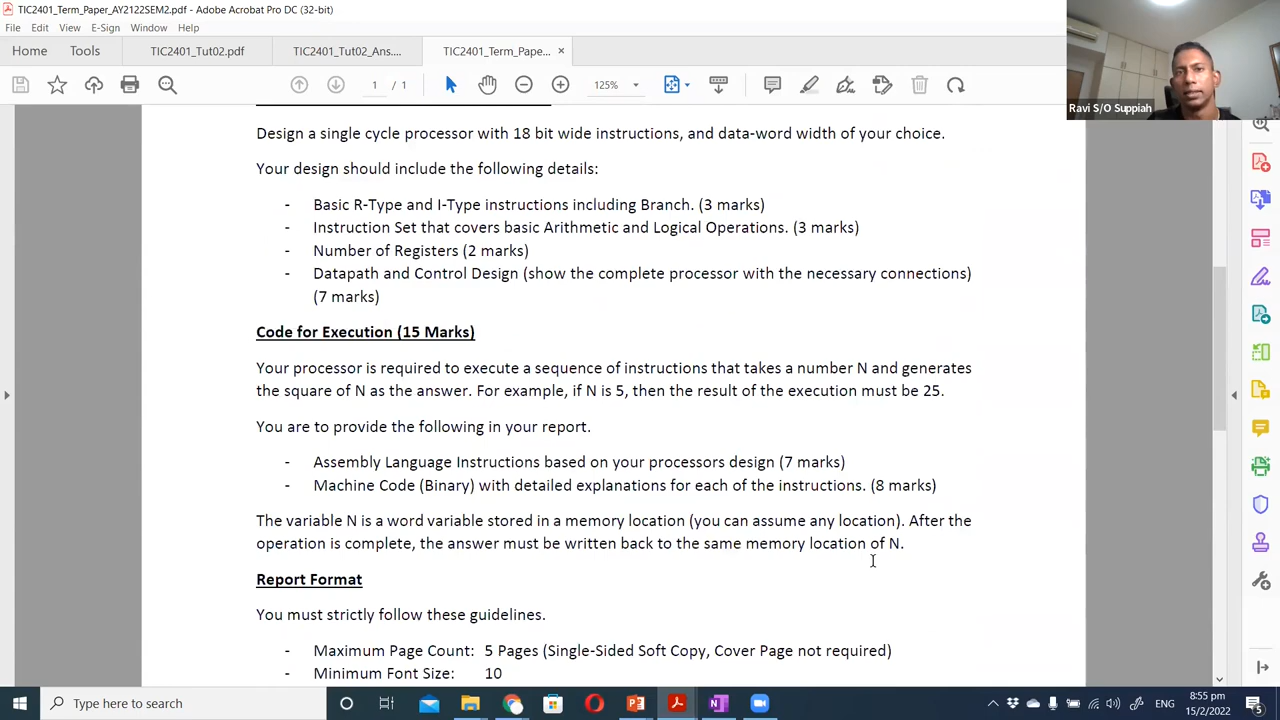 TIC2401_Term_Paper_AY2122SEM2.pdf - Adobe Acrobat Pro DC (32-bit)
File Edit View E-Sign Window Help
Home Tools TIC2401_Tut02.pdf TIC2401_Tut02_Ans.... TIC2401_Term_Pape... ×
1 / 1 125%
Ravi S/O Suppiah
Design a single cycle processor with 18 bit wide instructions, and data-word width of your choice.
Your design should include the following details:
- Basic R-Type and I-Type instructions including Branch. (3 marks)
- Instruction Set that covers basic Arithmetic and Logical Operations. (3 marks)
- Number of Registers (2 marks)
- Datapath and Control Design (show the complete processor with the necessary connections)
(7 marks)
Code for Execution (15 Marks)
Your processor is required to execute a sequence of instructions that takes a number N and generates
the square of N as the answer. For example, if N is 5, then the result of the execution must be 25.
You are to provide the following in your report.
- Assembly Language Instructions based on your processors design (7 marks)
- Machine Code (Binary) with detailed explanations for each of the instructions. (8 marks)
The variable N is a word variable stored in a memory location (you can assume any location). After the
operation is complete, the answer must be written back to the same memory location of N.
Report Format
You must strictly follow these guidelines.
- Maximum Page Count: 5 Pages (Single-Sided Soft Copy, Cover Page not required)
- Minimum Font Size: 10
Type here to search
ENG
8:55 pm
15/2/2022
5